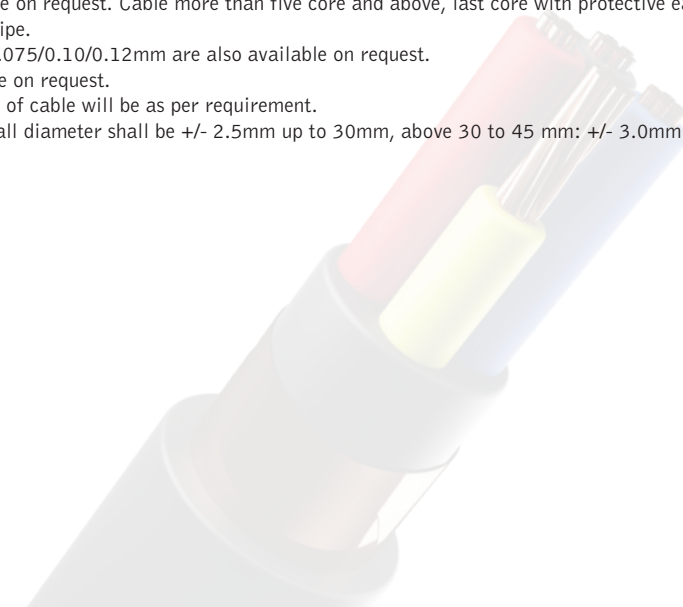 e on request. Cable more than five core and above, last core with protective ea
ipe.
.075/0.10/0.12mm are also available on request.
e on request.
of cable will be as per requirement.
all diameter shall be +/- 2.5mm up to 30mm, above 30 to 45 mm: +/- 3.0mm